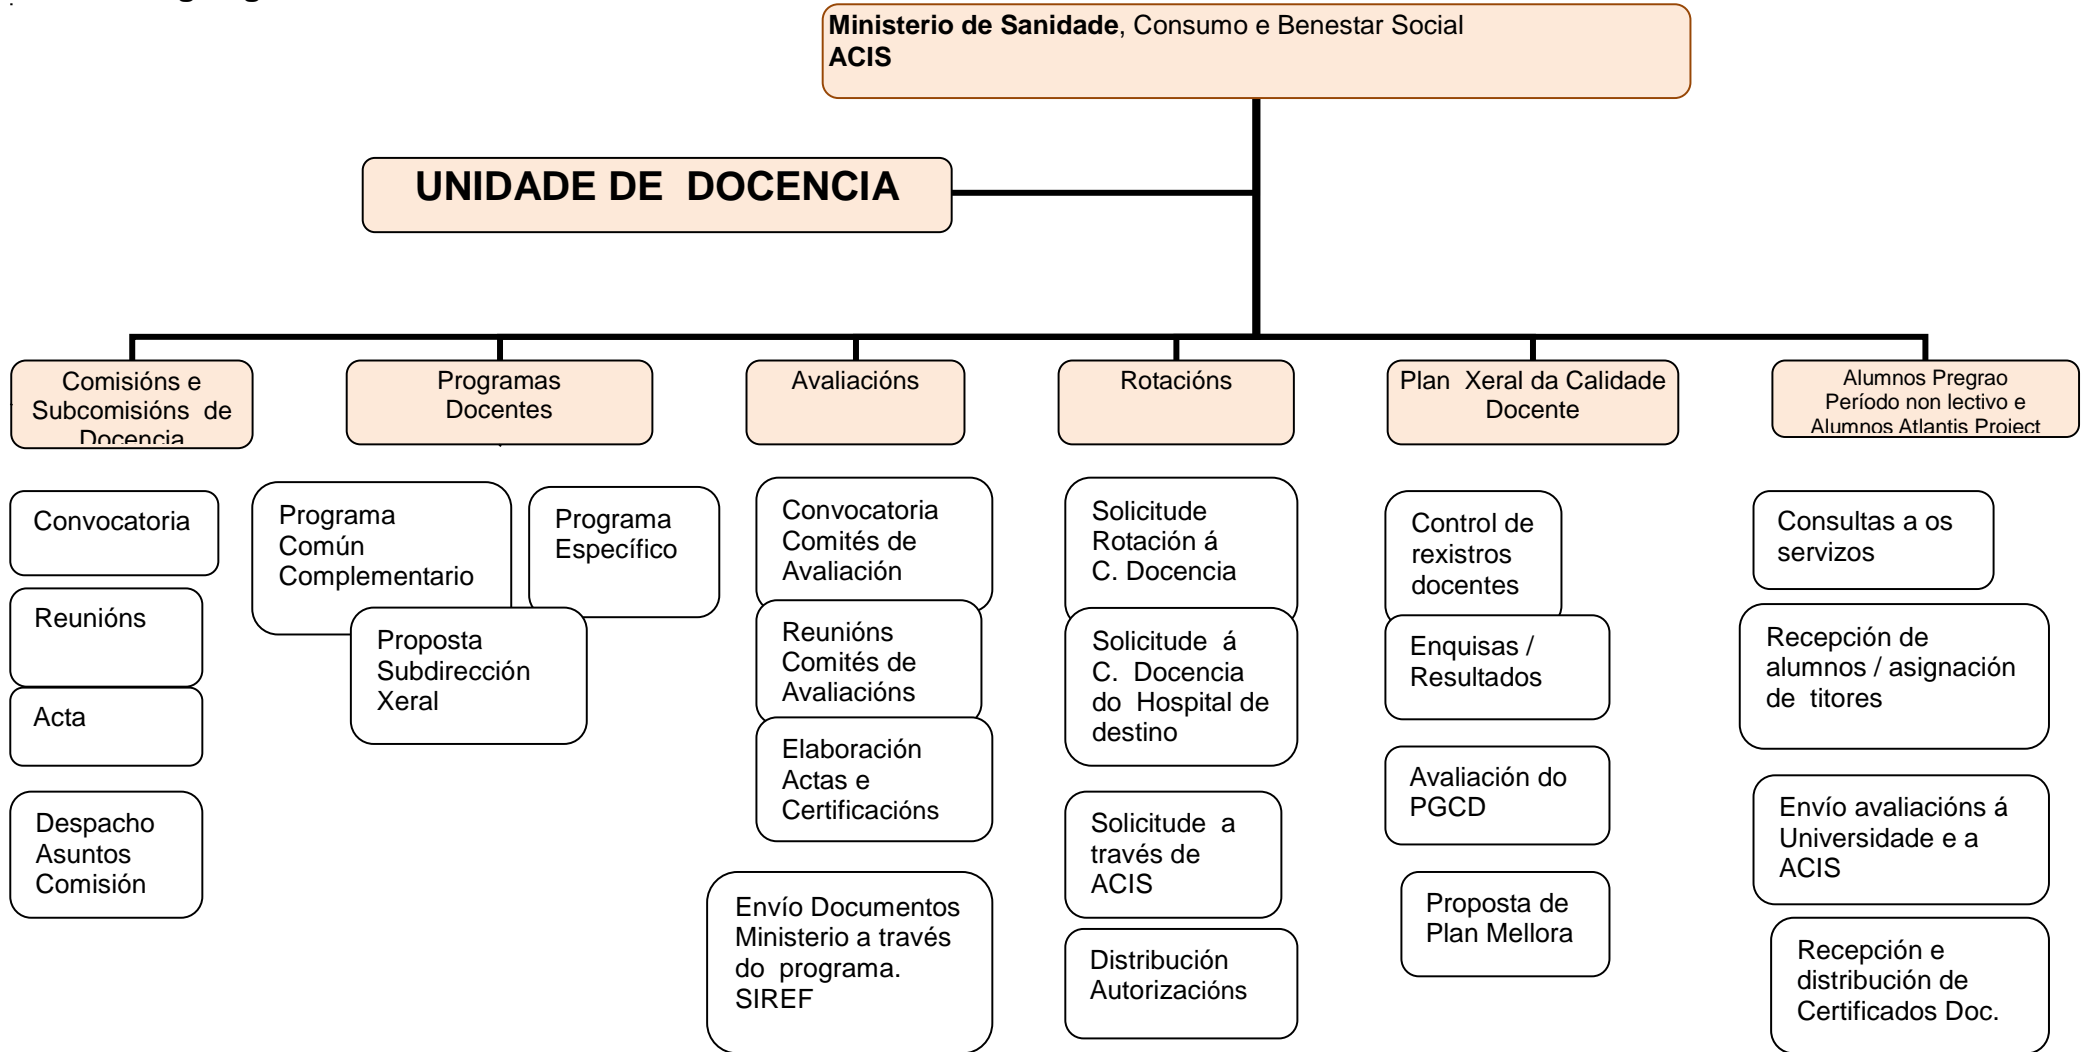 Ministerio de Sanidade, Consumo e Benestar Social
ACIS
UNIDADE DE DOCENCIA
Comisións e
Subcomisións de
Docencia
Programas
Docentes
Avaliacións
Rotacións
Plan Xeral da Calidade
Docente
Alumnos Pregrao
Período non lectivo e
Alumnos Atlantis Project
Convocatoria
Reunións
Acta
Despacho
Asuntos
Comisión
Programa
Común
Complementario
Programa
Específico
Proposta
Subdirección
Xeral
Convocatoria
Comités de
Avaliación
Reunións
Comités de
Avaliacións
Elaboración
Actas e
Certificacións
Envío Documentos
Ministerio a través
do programa.
SIREF
Solicitude
Rotación á
C. Docencia
Solicitude á
C. Docencia
do Hospital de
destino
Solicitude a
través de
ACIS
Distribución
Autorizacións
Control de
rexistros
docentes
Enquisas /
Resultados
Avaliación do
PGCD
Proposta de
Plan Mellora
Consultas a os
servizos
Recepción de
alumnos / asignación
de titores
Envío avaliacións á
Universidade e a
ACIS
Recepción e
distribución de
Certificados Doc.